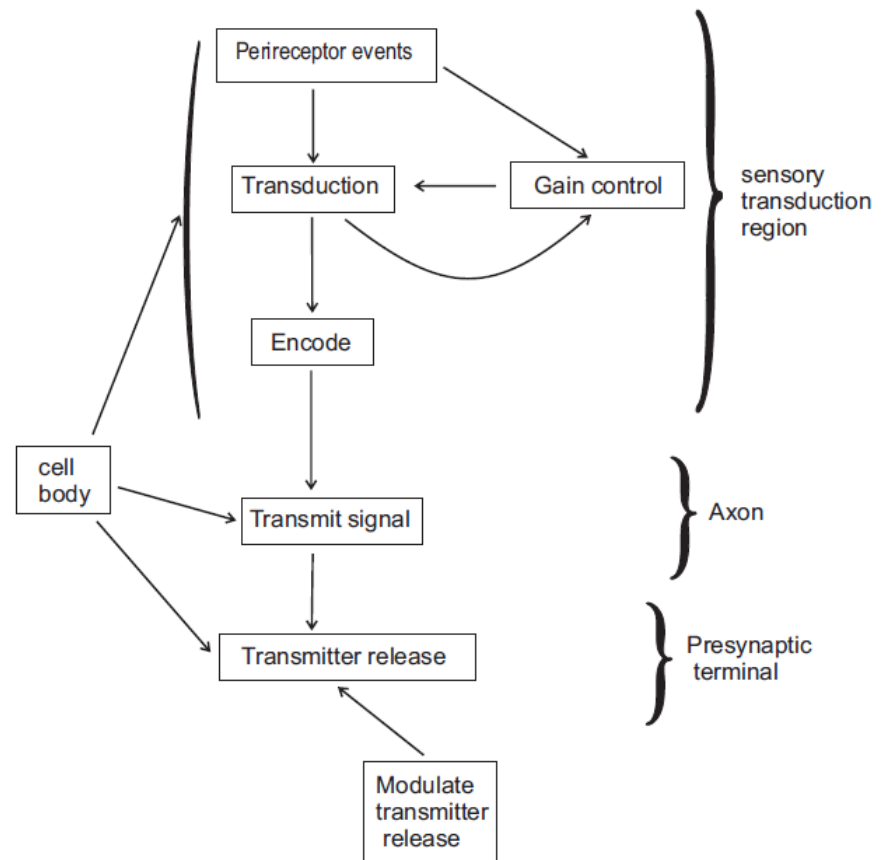 Perireceptor events
Transduction
Gain control
sensory
transduction
region
Encode
cell
body
Transmit signal
Axon
Transmitter release
Presynaptic
terminal
Modulate
transmitter
release